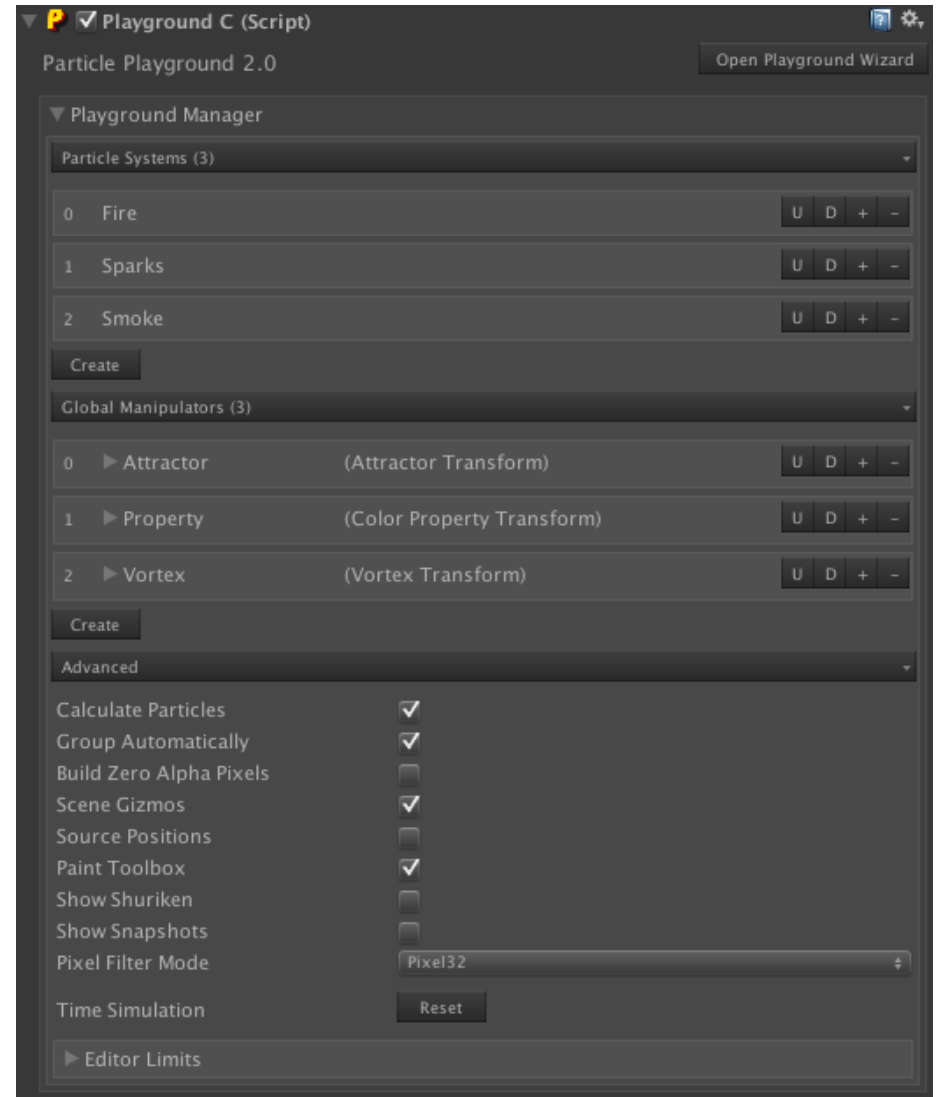 Playground C (Script)
Particle Playground 2.0 Open Playground Wizard
Playground Manager
Particle Systems (3)
0 Fire U D + -
1 Sparks U D + -
2 Smoke U D + -
Create
Global Manipulators (3)
0 Attractor (Attractor Transform) U D + -
1 Property (Color Property Transform) U D + -
2 Vortex (Vortex Transform) U D + -
Create
Advanced
Calculate Particles
Group Automatically
Build Zero Alpha Pixels
Scene Gizmos
Source Positions
Paint Toolbox
Show Shuriken
Show Snapshots
Pixel Filter Mode Pixel32
Time Simulation Reset
Editor Limits